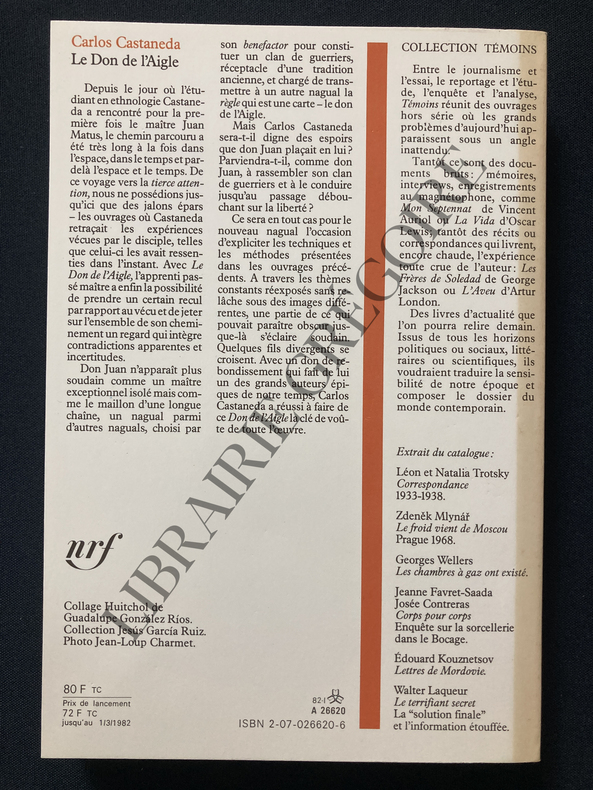 Carlos Castaneda
Le Don de l'Aigle
Depuis le jour où l'étu-
diant en ethnologie Castane-
da a rencontré pour la pre-
mière fois le maître Juan
Matus, le chemin parcouru a
été très long à la fois dans
l'espace, dans le temps et par-
delà l'espace et le temps. De
ce voyage vers la tierce atten-
tion, nous ne possédions jus-
qu'ici que des jalons épars
– les ouvrages où Castaneda
retraçait les expériences
vécues par le disciple, telles
que celui-ci les avait ressen-
ties dans l'instant. Avec Le
Don de l'Aigle, l'apprenti pas-
sé maître a enfin la possibilité
de prendre un certain recul
par rapport au vécu et de jeter
sur l'ensemble de son chemi-
nement un regard qui intègre
contradictions apparentes et
incertitudes.
Don Juan n'apparaît plus
soudain comme un maître
exceptionnel isolé mais com-
me le maillon d'une longue
chaîne, un nagual parmi
d'autres naguals, choisi par
son benefactor pour consti-
tuer un clan de guerriers,
réceptacle d'une tradition
ancienne, et chargé de trans-
mettre à un autre nagual la
règle qui est une carte – le don
de l'Aigle.
Mais Carlos Castaneda
sera-t-il digne des espoirs
que don Juan plaçait en lui ?
Parviendra-t-il, comme don
Juan, à rassembler son clan
de guerriers et à le conduire
jusqu'au passage débou-
chant sur la liberté ?
Ce sera en tout cas pour le
nouveau nagual l'occasion
d'expliciter les techniques et
les méthodes présentées
dans les ouvrages précé-
dents. A travers les thèmes
constants réexposés sans re-
lâche sous des images diffé-
rentes, une partie de ce qui
pouvait paraître obscur jus-
que-là s'éclaire soudain.
Quelques fils divergents se
croisent. Avec un don de re-
bondissement qui fait de lui
un des grands auteurs épi-
ques de notre temps, Carlos
Castaneda a réussi à faire de
ce Don de l'Aigle la clé de voû-
te de toute l'œuvre.
nrf
Collage Huitchol de
Guadalupe González Ríos.
Collection Jesús García Ruiz.
Photo Jean-Loup Charmet.
80 F TC
Prix de lancement
72 F TC
jusqu'au 1/3/1982
82-I
A 26620
ISBN 2-07-026620-6
COLLECTION TÉMOINS
Entre le journalisme et
l'essai, le reportage et l'étu-
de, l'enquête et l'analyse,
Témoins réunit des ouvrages
hors série où les grands
problèmes d'aujourd'hui ap-
paraissent sous un angle
inattendu.
Tantôt ce sont des docu-
ments bruts : mémoires,
interviews, enregistrements
au magnétophone, comme
Mon Septennat de Vincent
Auriol ou La Vida d'Oscar
Lewis; tantôt des récits ou
correspondances qui livrent,
encore chaude, l'expérience
toute crue de l'auteur : Les
Frères de Soledad de George
Jackson ou L'Aveu d'Artur
London.
Des livres d'actualité que
l'on pourra relire demain.
Issus de tous les horizons
politiques ou sociaux, litté-
raires ou scientifiques, ils
voudraient traduire la sensi-
bilité de notre époque et
composer le dossier du
monde contemporain.
Extrait du catalogue :
Léon et Natalia Trotsky
Correspondance
1933-1938.
Zdeněk Mlynář
Le froid vient de Moscou
Prague 1968.
Georges Wellers
Les chambres à gaz ont existé.
Jeanne Favret-Saada
Josée Contreras
Corps pour corps
Enquête sur la sorcellerie
dans le Bocage.
Édouard Kouznetsov
Lettres de Mordovie.
Walter Laqueur
Le terrifiant secret
La “solution finale”
et l'information étouffée.
LIBRAIRIE GREGOIRE